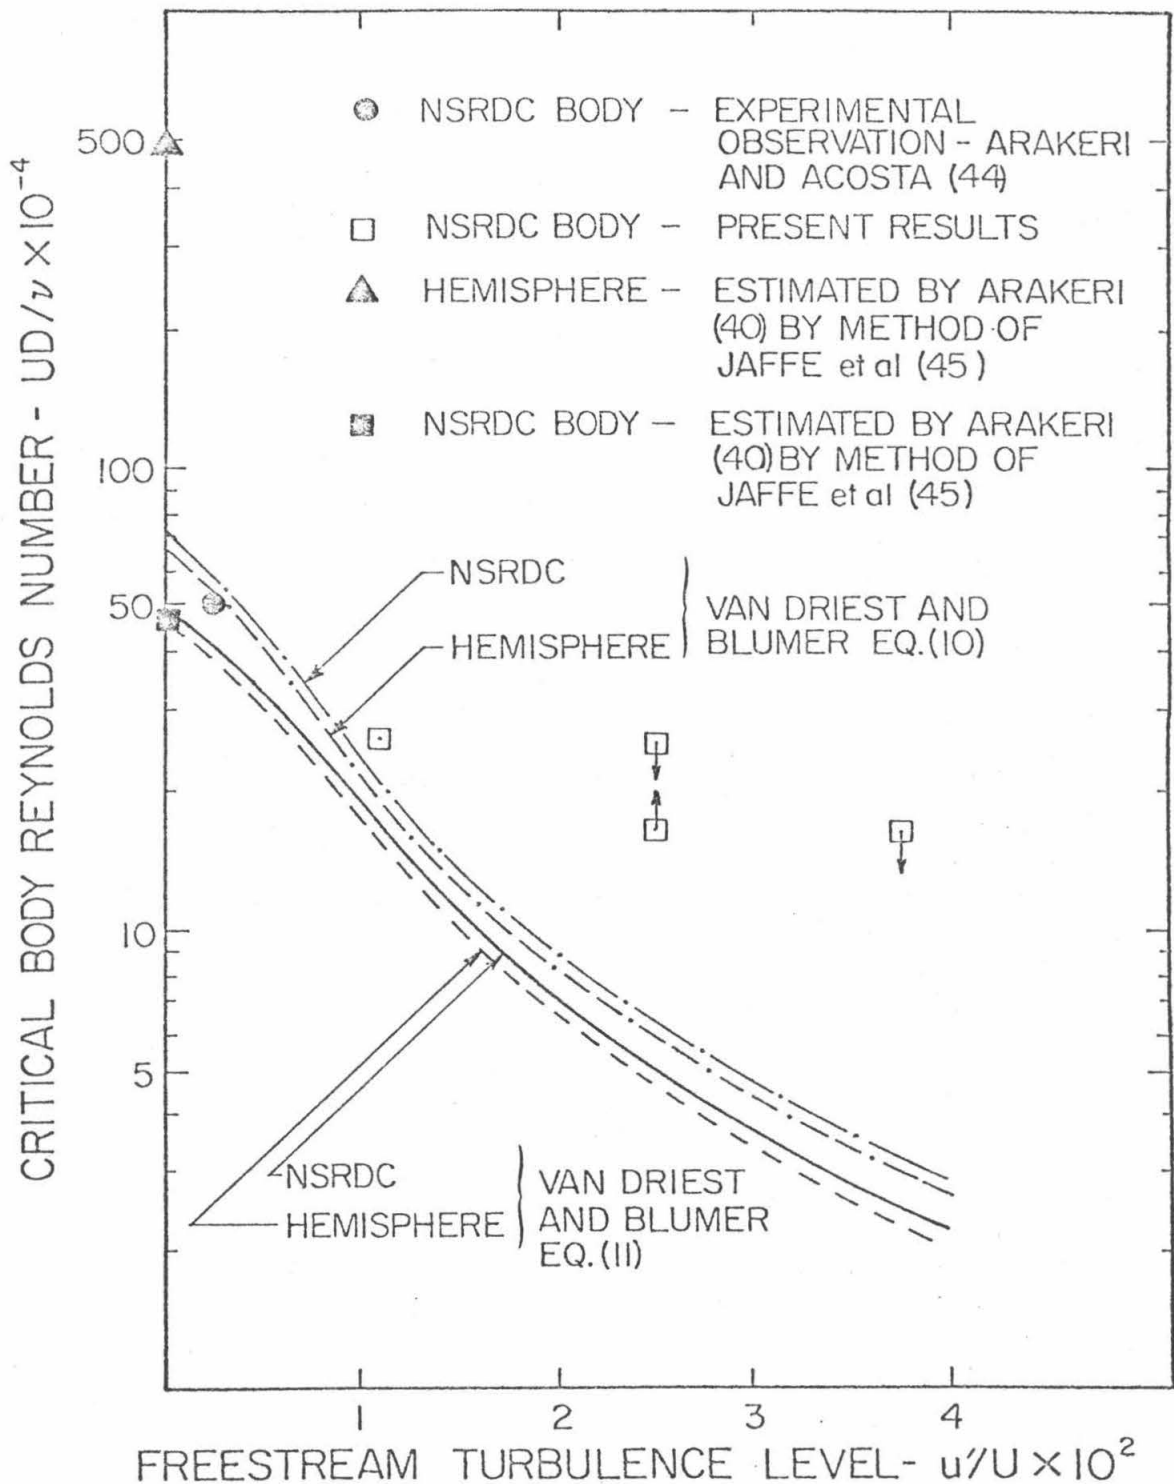 NSRDC BODY - EXPERIMENTAL
OBSERVATION - ARAKERI
AND ACOSTA (44)
NSRDC BODY - PRESENT RESULTS
HEMISPHERE - ESTIMATED BY ARAKERI
(40) BY METHOD OF
JAFFE et al (45)
NSRDC BODY - ESTIMATED BY ARAKERI
(40) BY METHOD OF
JAFFE et al (45)
NSRDC
HEMISPHERE
VAN DRIEST AND
BLUMER EQ.(10)
NSRDC
HEMISPHERE
VAN DRIEST
AND BLUMER
EQ.(11)
CRITICAL BODY REYNOLDS NUMBER - UD/ν × 10⁻⁴
500
100
50
10
5
1 2 3 4
FREESTREAM TURBULENCE LEVEL - u'/U × 10²